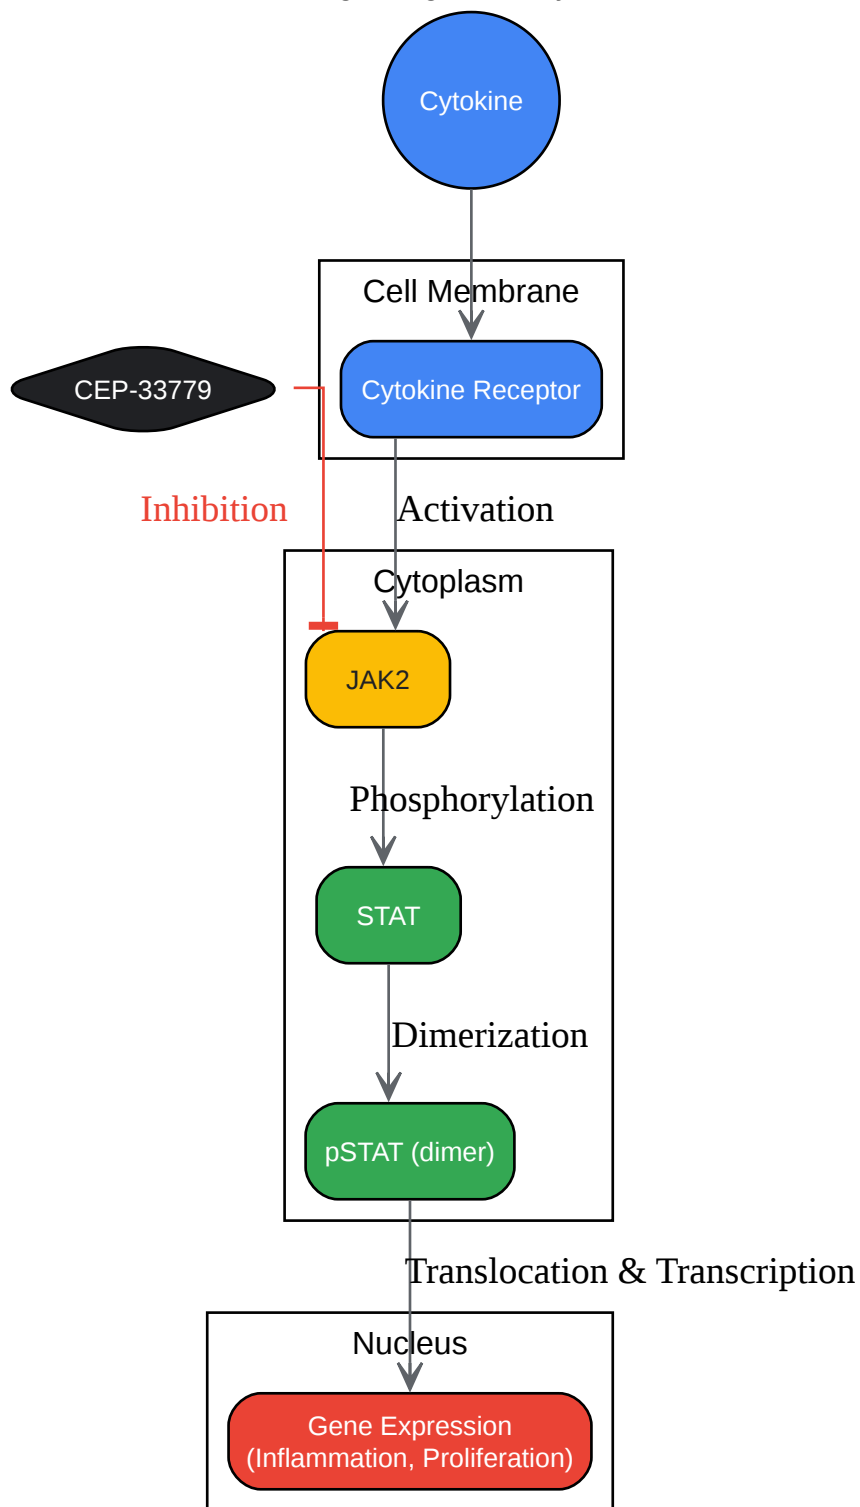 Cytokine
Cell Membrane
CEP-33779
Cytokine Receptor
Inhibition
Activation
Cytoplasm
JAK2
Phosphorylation
STAT
Dimerization
pSTAT (dimer)
Translocation & Transcription
Nucleus
Gene Expression
(Inflammation, Proliferation)